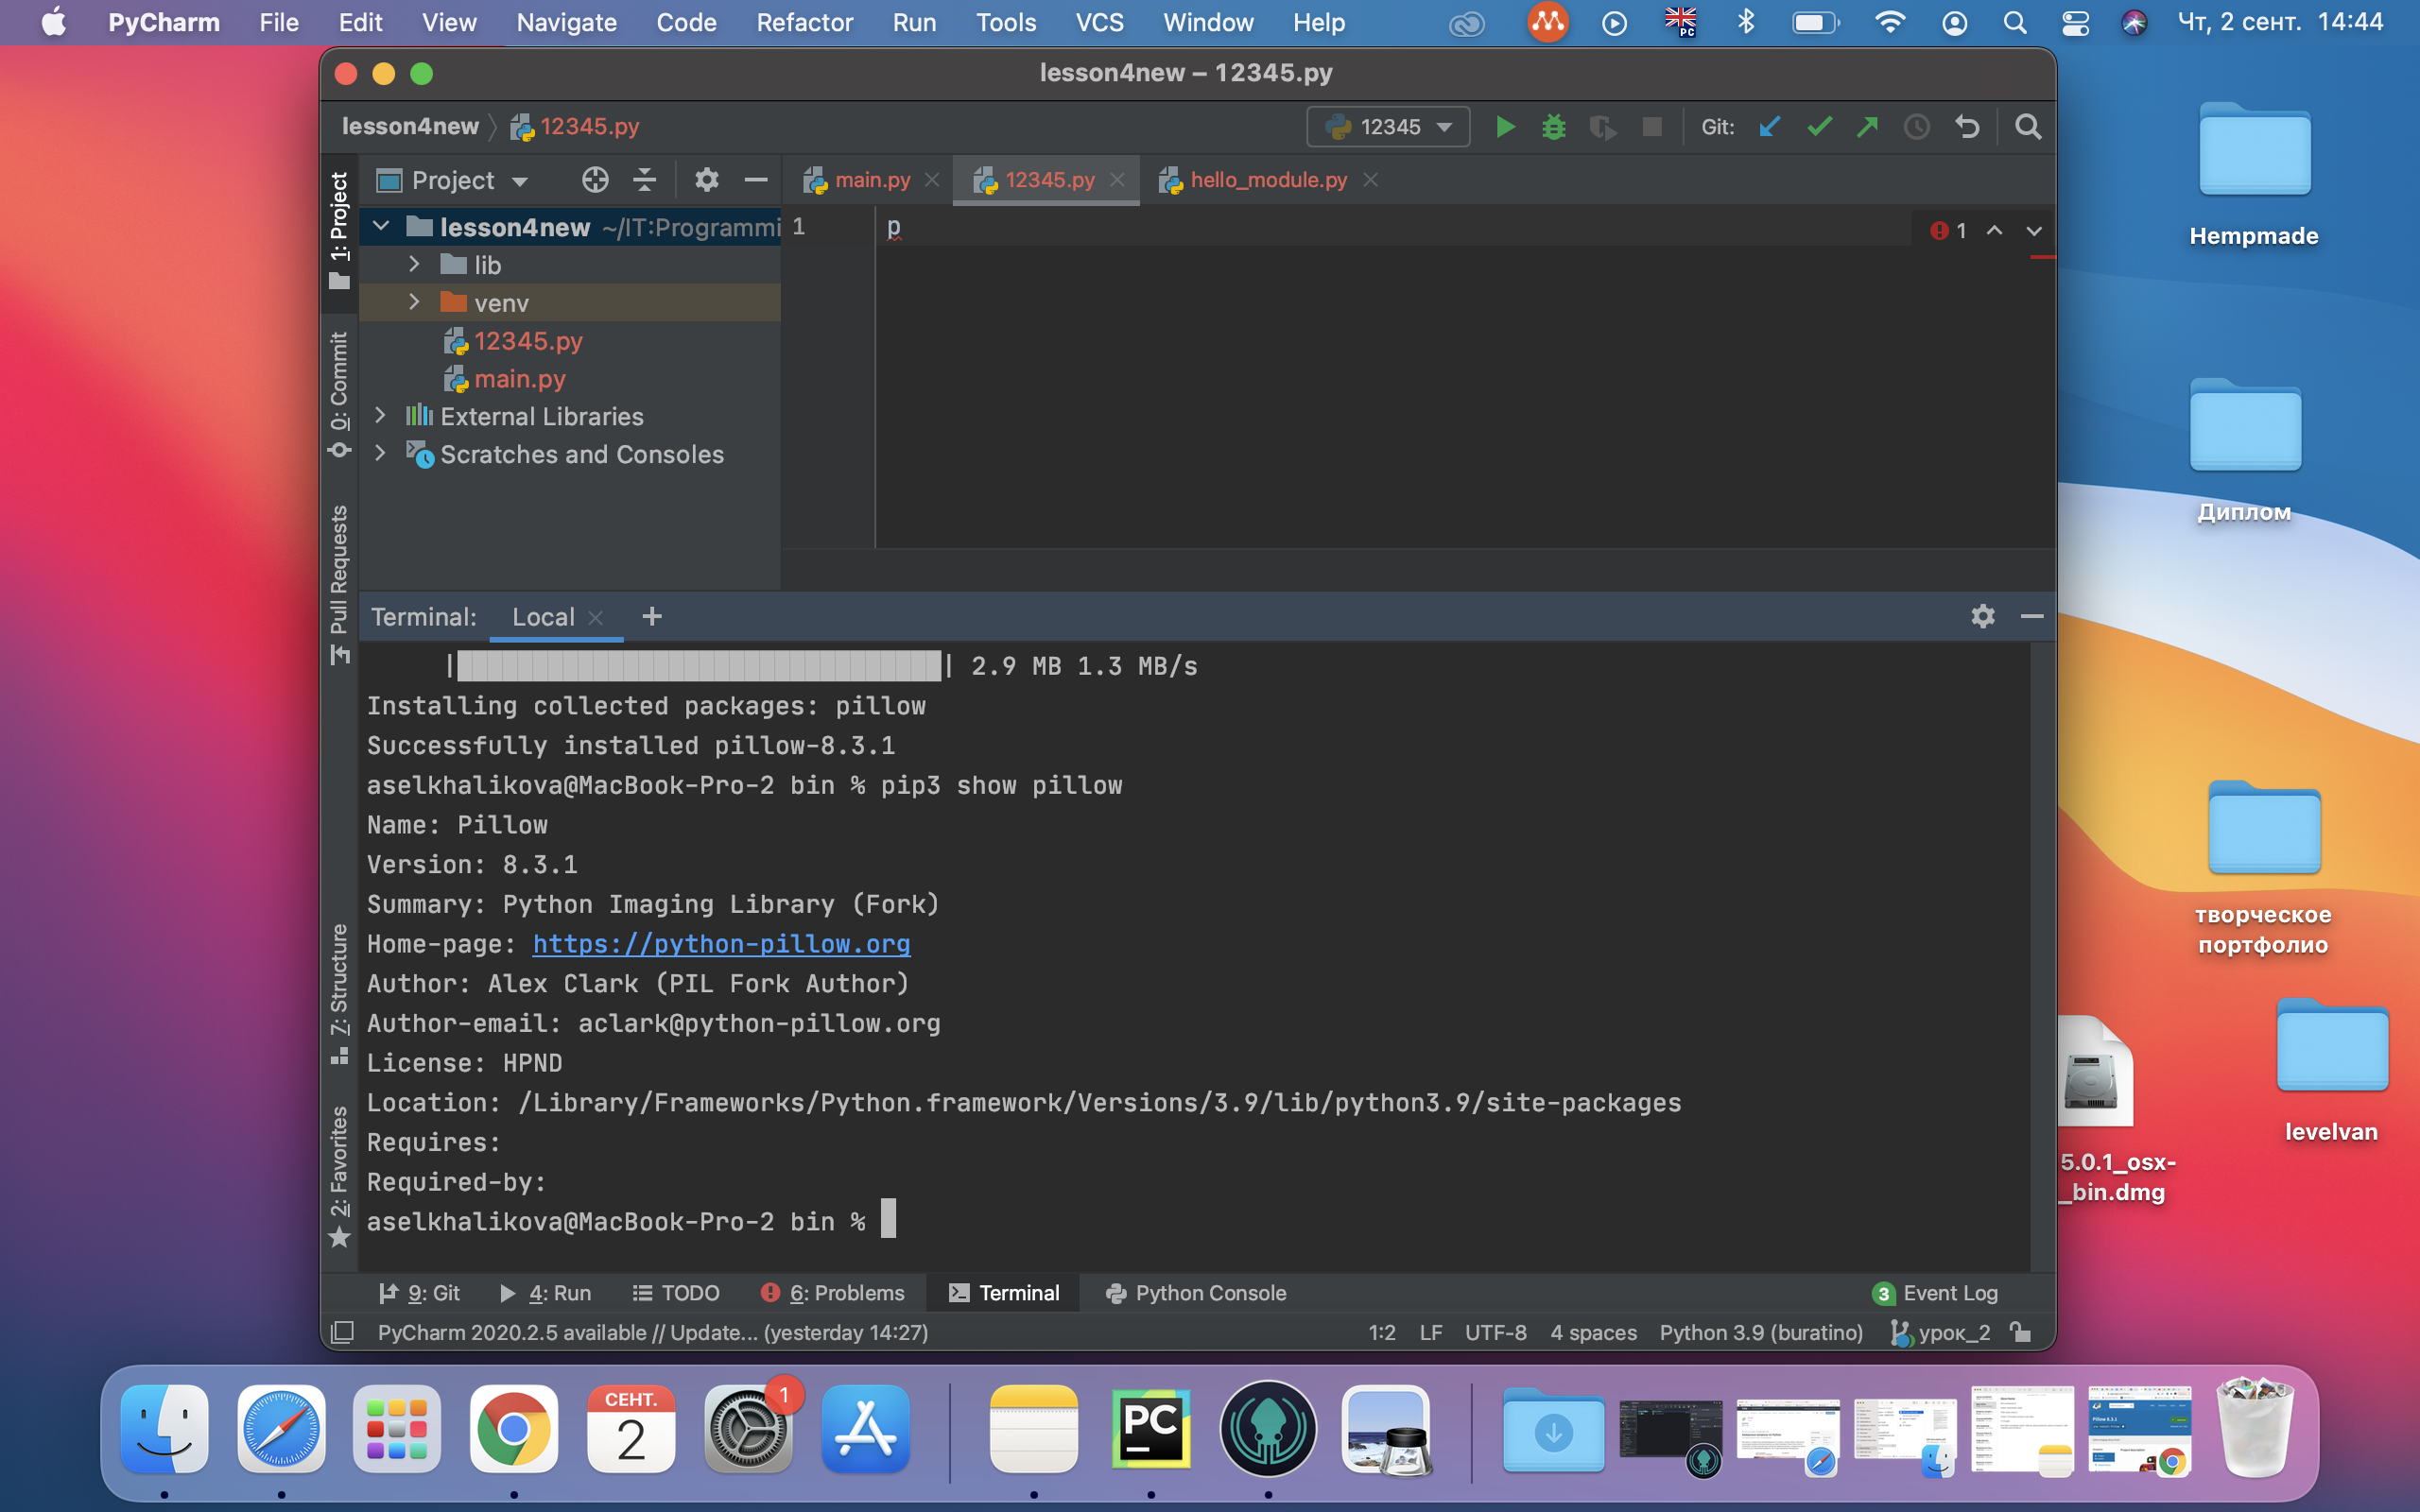 PyCharm File Edit View Navigate Code Refactor Run Tools VCS Window Help PC Чт, 2 сент. 14:44
lesson4new – 12345.py
lesson4new 12345.py 12345 Git:
1: Project
0: Commit
Pull Requests
7: Structure
2: Favorites
Project
main.py 12345.py hello_module.py
lesson4new ~/IT:Programmi
lib
venv
12345.py
main.py
External Libraries
Scratches and Consoles
1 p 1
Terminal: Local +
| 2.9 MB 1.3 MB/s
Installing collected packages: pillow
Successfully installed pillow-8.3.1
aselkhalikova@MacBook-Pro-2 bin % pip3 show pillow
Name: Pillow
Version: 8.3.1
Summary: Python Imaging Library (Fork)
Home-page: https://python-pillow.org
Author: Alex Clark (PIL Fork Author)
Author-email: aclark@python-pillow.org
License: HPND
Location: /Library/Frameworks/Python.framework/Versions/3.9/lib/python3.9/site-packages
Requires:
Required-by:
aselkhalikova@MacBook-Pro-2 bin %
9: Git 4: Run TODO 6: Problems Terminal Python Console 3 Event Log
PyCharm 2020.2.5 available // Update... (yesterday 14:27) 1:2 LF UTF-8 4 spaces Python 3.9 (buratino) урок_2
Hempmade
Диплом
творческое
портфолио
levelvan
5.0.1_osx-
_bin.dmg
СЕНТ.
2
1
PC